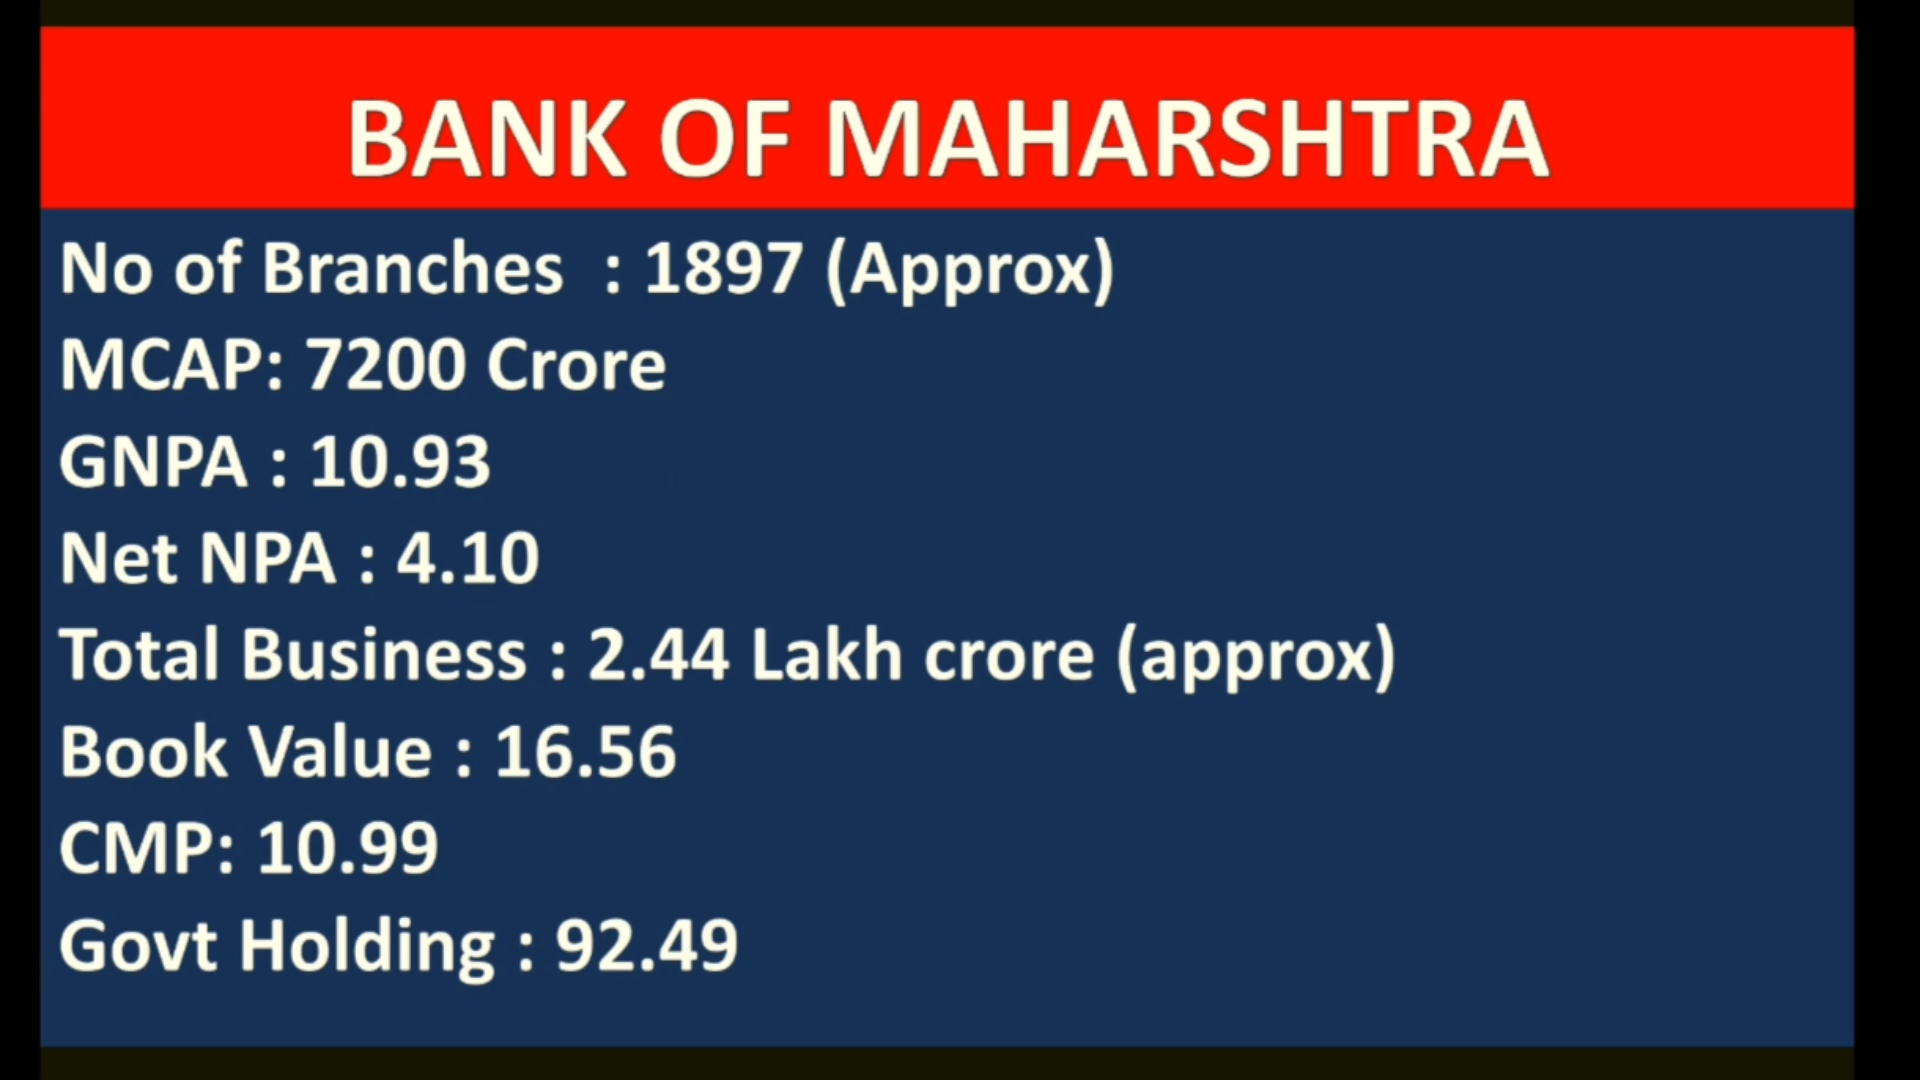 BANK OF MAHARSHTRA
No of Branches : 1897 (Approx)
MCAP: 7200 Crore
GNPA : 10.93
Net NPA : 4.10
Total Business : 2.44 Lakh crore (approx)
Book Value : 16.56
CMP: 10.99
Govt Holding : 92.49